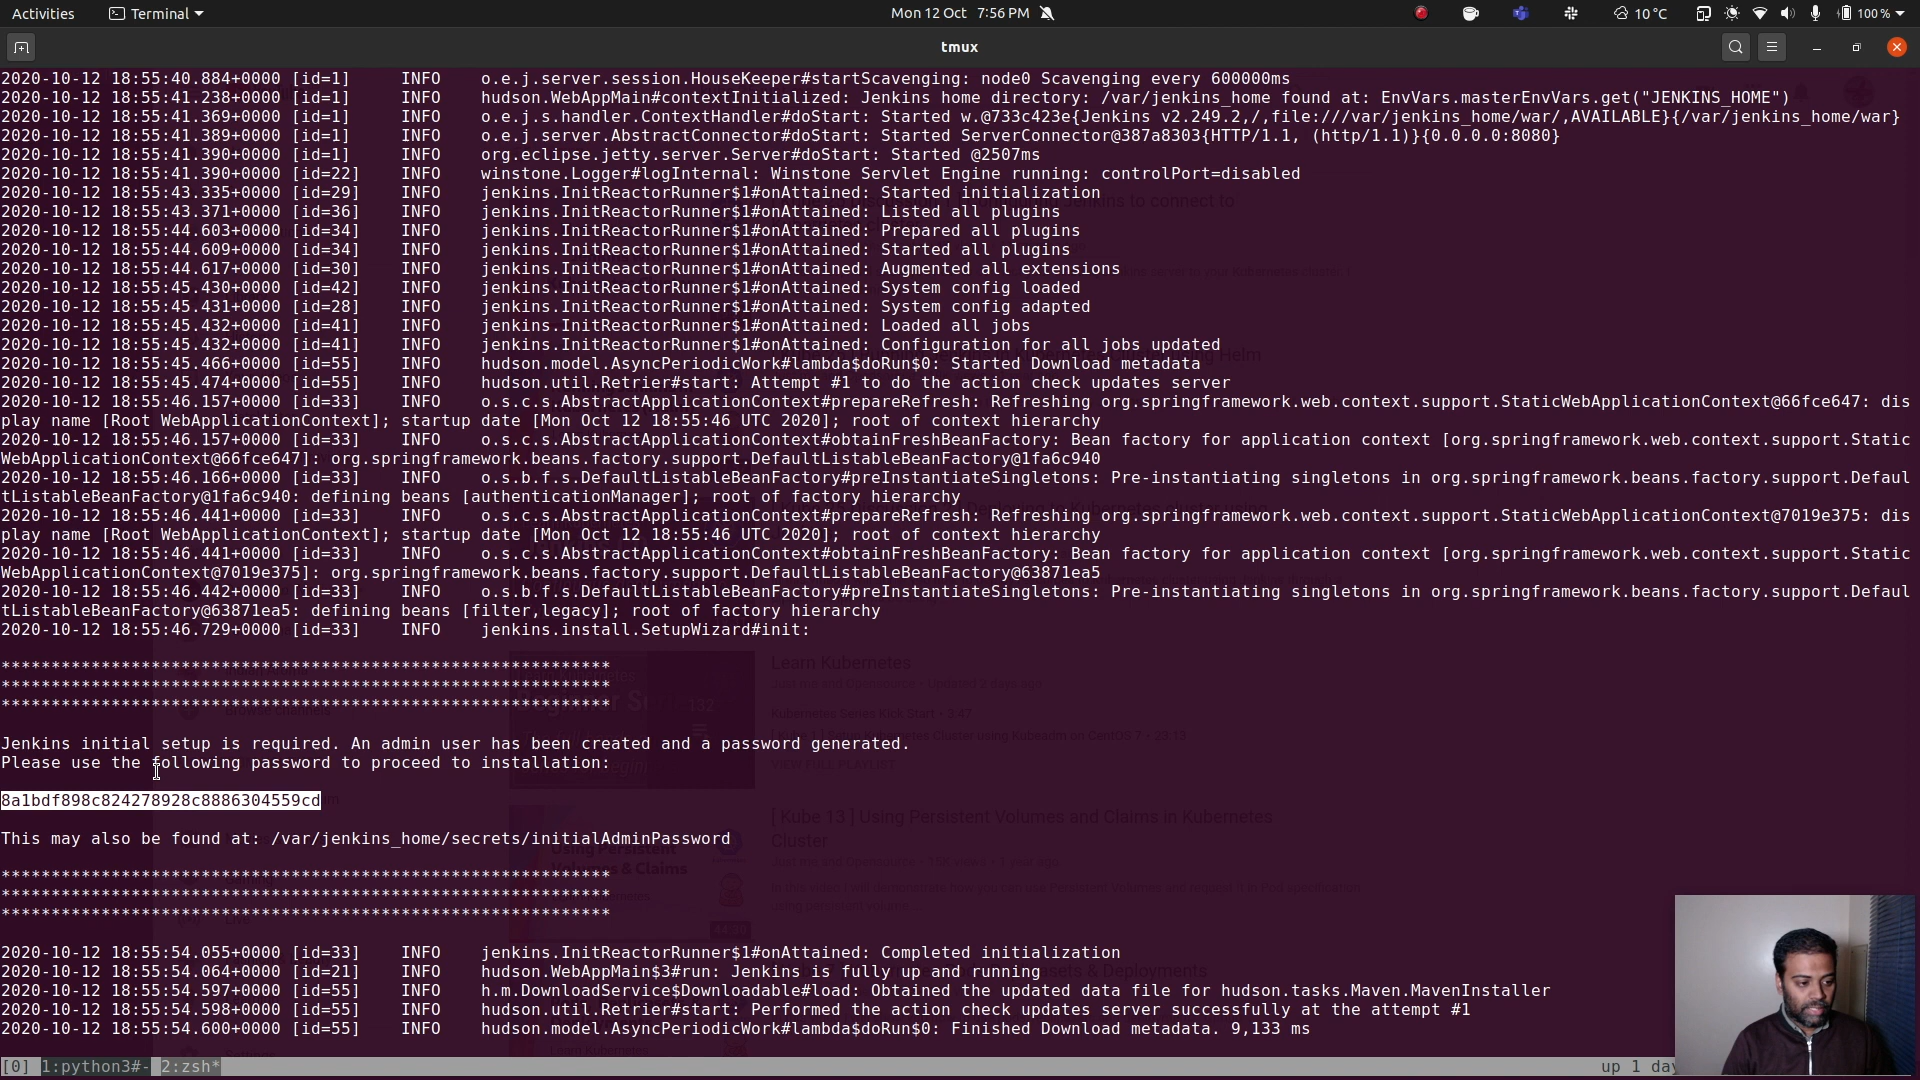 Activities Terminal Mon 12 Oct 7:56 PM 10 °C 100 %
tmux
2020-10-12 18:55:40.884+0000 [id=1] INFO o.e.j.server.session.HouseKeeper#startScavenging: node0 Scavenging every 600000ms
2020-10-12 18:55:41.238+0000 [id=1] INFO hudson.WebAppMain#contextInitialized: Jenkins home directory: /var/jenkins_home found at: EnvVars.masterEnvVars.get("JENKINS_HOME")
2020-10-12 18:55:41.369+0000 [id=1] INFO o.e.j.s.handler.ContextHandler#doStart: Started w.@733c423e{Jenkins v2.249.2,/,file:///var/jenkins_home/war/,AVAILABLE}{/var/jenkins_home/war}
2020-10-12 18:55:41.389+0000 [id=1] INFO o.e.j.server.AbstractConnector#doStart: Started ServerConnector@387a8303{HTTP/1.1, (http/1.1)}{0.0.0.0:8080}
2020-10-12 18:55:41.390+0000 [id=1] INFO org.eclipse.jetty.server.Server#doStart: Started @2507ms
2020-10-12 18:55:41.390+0000 [id=22] INFO winstone.Logger#logInternal: Winstone Servlet Engine running: controlPort=disabled
2020-10-12 18:55:43.335+0000 [id=29] INFO jenkins.InitReactorRunner$1#onAttained: Started initialization
2020-10-12 18:55:43.371+0000 [id=36] INFO jenkins.InitReactorRunner$1#onAttained: Listed all plugins
2020-10-12 18:55:44.603+0000 [id=34] INFO jenkins.InitReactorRunner$1#onAttained: Prepared all plugins
2020-10-12 18:55:44.609+0000 [id=34] INFO jenkins.InitReactorRunner$1#onAttained: Started all plugins
2020-10-12 18:55:44.617+0000 [id=30] INFO jenkins.InitReactorRunner$1#onAttained: Augmented all extensions
2020-10-12 18:55:45.430+0000 [id=42] INFO jenkins.InitReactorRunner$1#onAttained: System config loaded
2020-10-12 18:55:45.431+0000 [id=28] INFO jenkins.InitReactorRunner$1#onAttained: System config adapted
2020-10-12 18:55:45.432+0000 [id=41] INFO jenkins.InitReactorRunner$1#onAttained: Loaded all jobs
2020-10-12 18:55:45.432+0000 [id=41] INFO jenkins.InitReactorRunner$1#onAttained: Configuration for all jobs updated
2020-10-12 18:55:45.466+0000 [id=55] INFO hudson.model.AsyncPeriodicWork#lambda$doRun$0: Started Download metadata
2020-10-12 18:55:45.474+0000 [id=55] INFO hudson.util.Retrier#start: Attempt #1 to do the action check updates server
2020-10-12 18:55:46.157+0000 [id=33] INFO o.s.c.s.AbstractApplicationContext#prepareRefresh: Refreshing org.springframework.web.context.support.StaticWebApplicationContext@66fce647: dis
play name [Root WebApplicationContext]; startup date [Mon Oct 12 18:55:46 UTC 2020]; root of context hierarchy
2020-10-12 18:55:46.157+0000 [id=33] INFO o.s.c.s.AbstractApplicationContext#obtainFreshBeanFactory: Bean factory for application context [org.springframework.web.context.support.Static
WebApplicationContext@66fce647]: org.springframework.beans.factory.support.DefaultListableBeanFactory@1fa6c940
2020-10-12 18:55:46.166+0000 [id=33] INFO o.s.b.f.s.DefaultListableBeanFactory#preInstantiateSingletons: Pre-instantiating singletons in org.springframework.beans.factory.support.Defaul
tListableBeanFactory@1fa6c940: defining beans [authenticationManager]; root of factory hierarchy
2020-10-12 18:55:46.441+0000 [id=33] INFO o.s.c.s.AbstractApplicationContext#prepareRefresh: Refreshing org.springframework.web.context.support.StaticWebApplicationContext@7019e375: dis
play name [Root WebApplicationContext]; startup date [Mon Oct 12 18:55:46 UTC 2020]; root of context hierarchy
2020-10-12 18:55:46.441+0000 [id=33] INFO o.s.c.s.AbstractApplicationContext#obtainFreshBeanFactory: Bean factory for application context [org.springframework.web.context.support.Static
WebApplicationContext@7019e375]: org.springframework.beans.factory.support.DefaultListableBeanFactory@63871ea5
2020-10-12 18:55:46.442+0000 [id=33] INFO o.s.b.f.s.DefaultListableBeanFactory#preInstantiateSingletons: Pre-instantiating singletons in org.springframework.beans.factory.support.Defaul
tListableBeanFactory@63871ea5: defining beans [filter,legacy]; root of factory hierarchy
2020-10-12 18:55:46.729+0000 [id=33] INFO jenkins.install.SetupWizard#init:
*************************************************************
*************************************************************
*************************************************************
Jenkins initial setup is required. An admin user has been created and a password generated.
Please use the following password to proceed to installation:
8a1bdf898c824278928c8886304559cd
This may also be found at: /var/jenkins_home/secrets/initialAdminPassword
*************************************************************
*************************************************************
*************************************************************
2020-10-12 18:55:54.055+0000 [id=33] INFO jenkins.InitReactorRunner$1#onAttained: Completed initialization
2020-10-12 18:55:54.064+0000 [id=21] INFO hudson.WebAppMain$3#run: Jenkins is fully up and running
2020-10-12 18:55:54.597+0000 [id=55] INFO h.m.DownloadService$Downloadable#load: Obtained the updated data file for hudson.tasks.Maven.MavenInstaller
2020-10-12 18:55:54.598+0000 [id=55] INFO hudson.util.Retrier#start: Performed the action check updates server successfully at the attempt #1
2020-10-12 18:55:54.600+0000 [id=55] INFO hudson.model.AsyncPeriodicWork#lambda$doRun$0: Finished Download metadata. 9,133 ms
[0] 1:python3#- 2:zsh* up 1 day